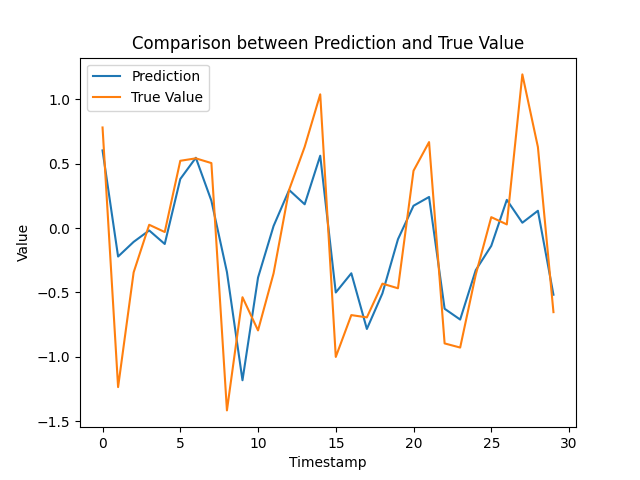 Comparison between Prediction and True Value
Prediction
True Value
1.0
0.5
0.0
−0.5
−1.0
−1.5
Value
0 5 10 15 20 25 30
Timestamp